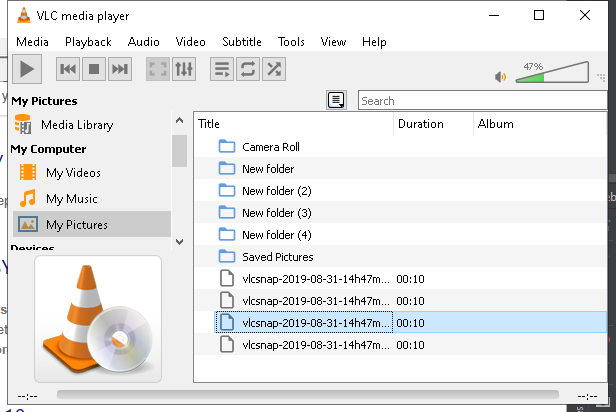 VLC media player
Media Playback Audio Video Subtitle Tools View Help
47%
My Pictures
Search
Media Library
Title Duration Album
My Computer
Camera Roll
My Videos
New folder
My Music
New folder (2)
My Pictures
New folder (3)
New folder (4)
Devices
Saved Pictures
vlcsnap-2019-08-31-14h47m... 00:10
vlcsnap-2019-08-31-14h47m... 00:10
vlcsnap-2019-08-31-14h47m... 00:10
vlcsnap-2019-08-31-14h47m... 00:10
--:-- --:--